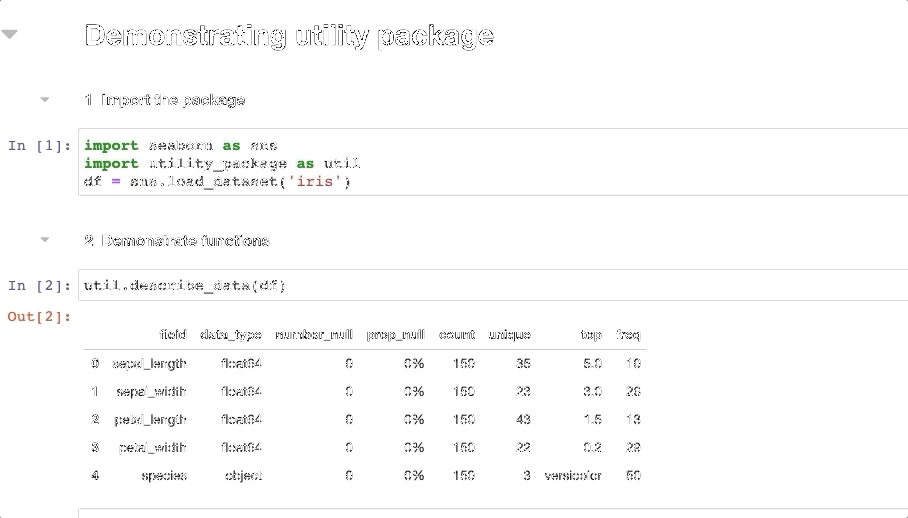 Demonstrating utility package
1 Import the package
In [1]: import seaborn as sns
import utility_package as util
df = sns.load_dataset('iris')
2 Demonstrate functions
In [2]: util.describe_data(df)
Out[2]:
field data_type number_null prop_null count unique top freq
0 sepal_length float64 0 0% 150 35 5.0 10
1 sepal_width float64 0 0% 150 23 3.0 26
2 petal_length float64 0 0% 150 43 1.5 13
3 petal_width float64 0 0% 150 22 0.2 29
4 species object 0 0% 150 3 versicolor 50